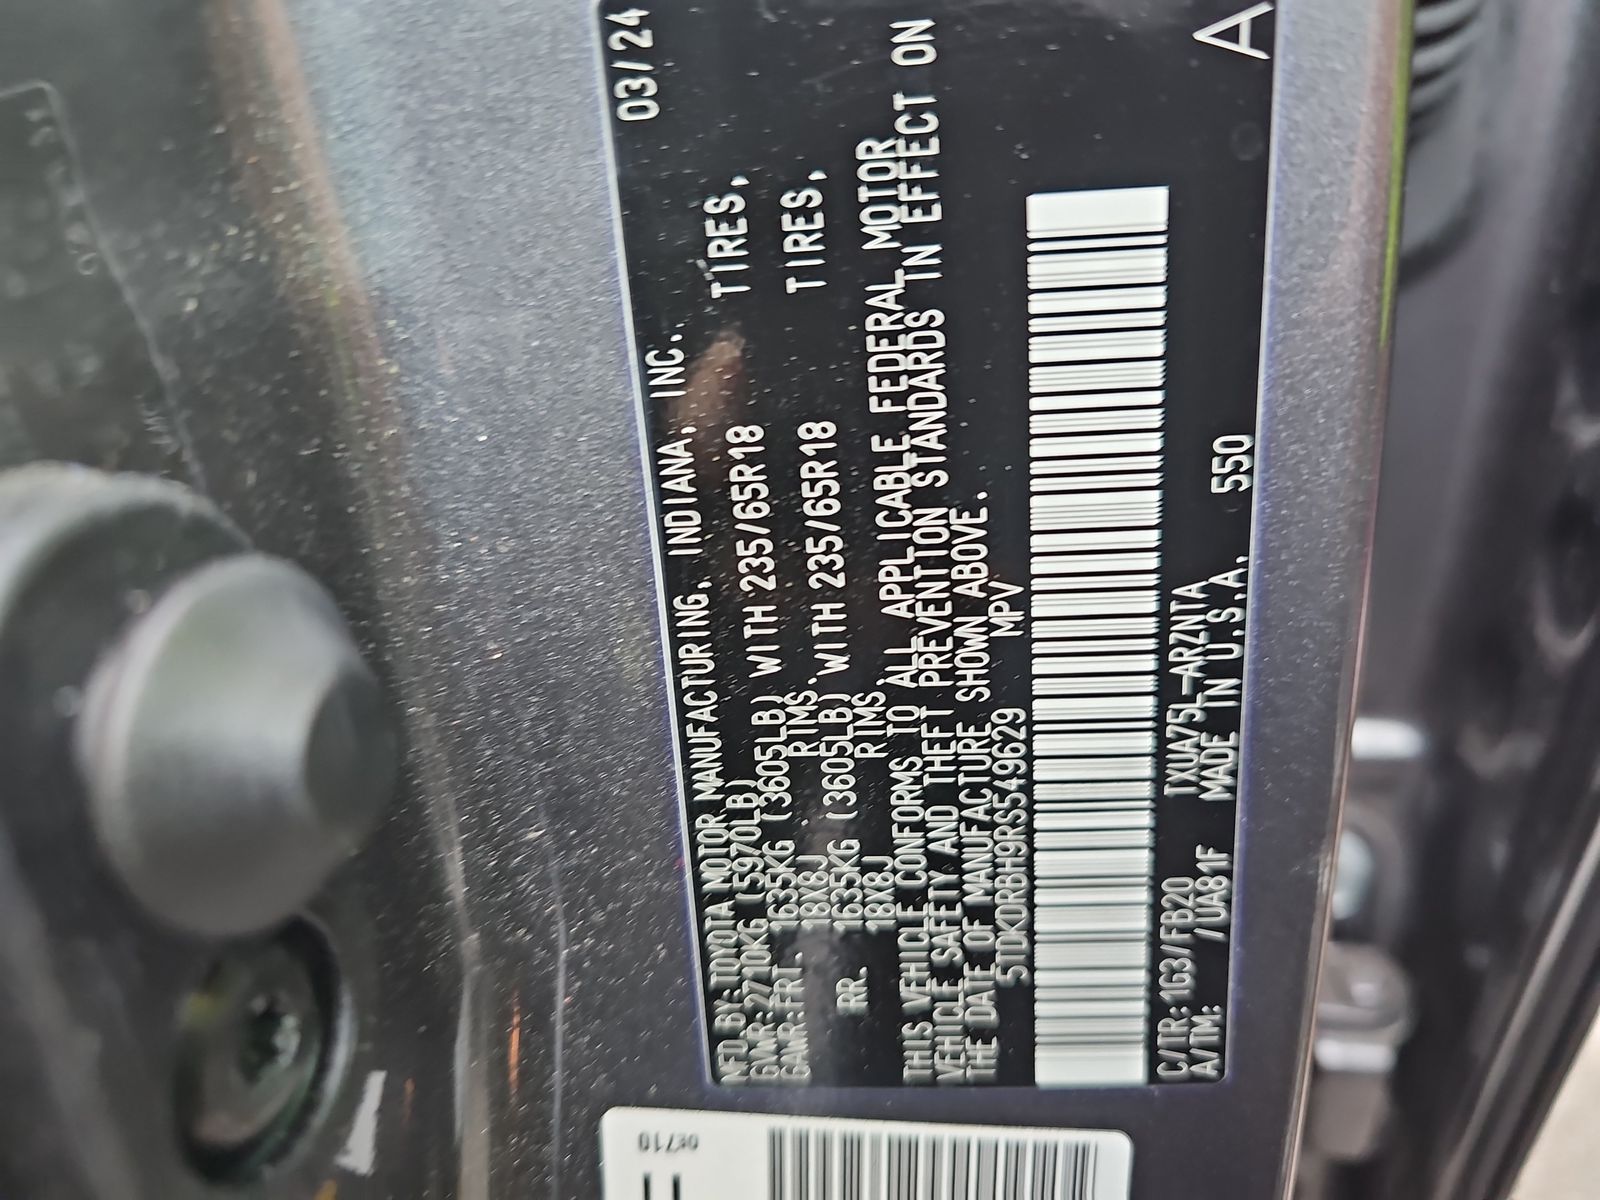 MFD.BY:TOYOTA MOTOR MANUFACTURING, INDIANA, INC. 03/24
GVWR:2710KG (5970LB)
GAWR:FRT. 1635KG (3605LB) WITH 235/65R18 TIRES,
18X8J RIMS.
RR. 1635KG (3605LB) WITH 235/65R18 TIRES,
18X8J RIMS.
THIS VEHICLE CONFORMS TO ALL APPLICABLE FEDERAL MOTOR
VEHICLE SAFETY AND THEFT PREVENTION STANDARDS IN EFFECT ON
THE DATE OF MANUFACTURE SHOWN ABOVE.
5TDKDRBH9RS549629 MPV
C/TR:1G3/FB20 TXUA75L-ARZNTA
A/TM: /UA81F MADE IN U.S.A. 550 A